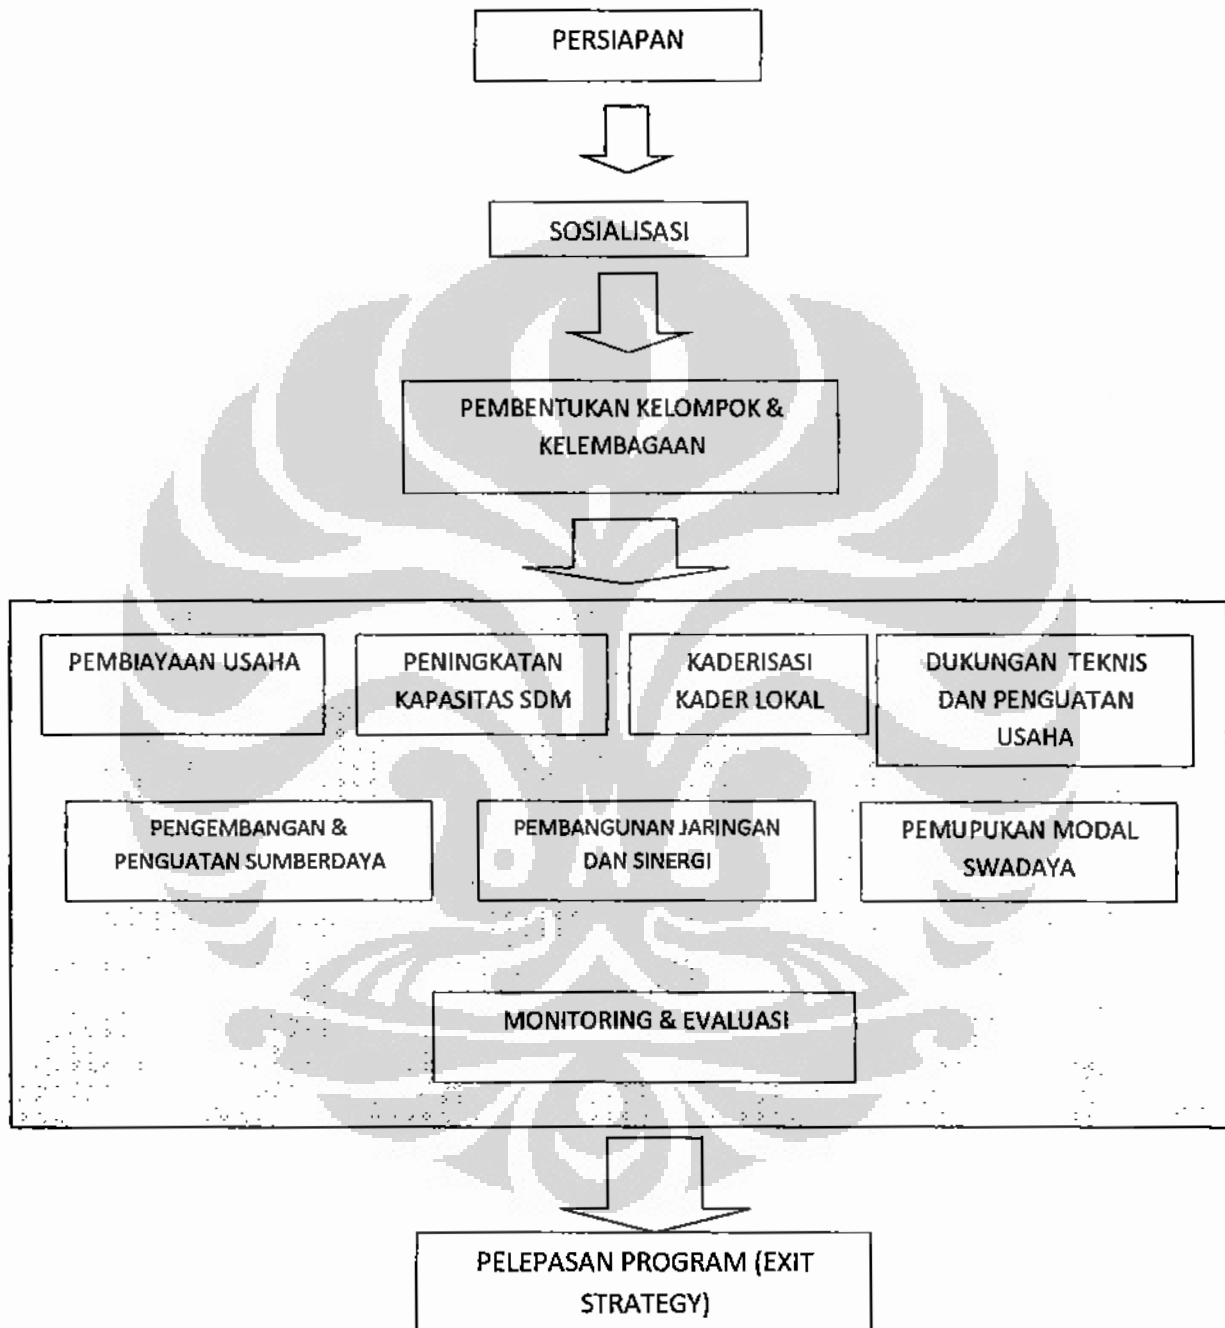 PERSIAPAN
SOSIALISASI
PEMBENTUKAN KELOMPOK &
KELEMBAGAAN
PEMBIAYAAN USAHA
PENINGKATAN
KAPASITAS SDM
KADERISASI
KADER LOKAL
DUKUNGAN TEKNIS
DAN PENGUATAN
USAHA
PENGEMBANGAN &
PENGUATAN SUMBERDAYA
PEMBANGUNAN JARINGAN
DAN SINERGI
PEMUPUKAN MODAL
SWADAYA
MONITORING & EVALUASI
PELEPASAN PROGRAM (EXIT
STRATEGY)